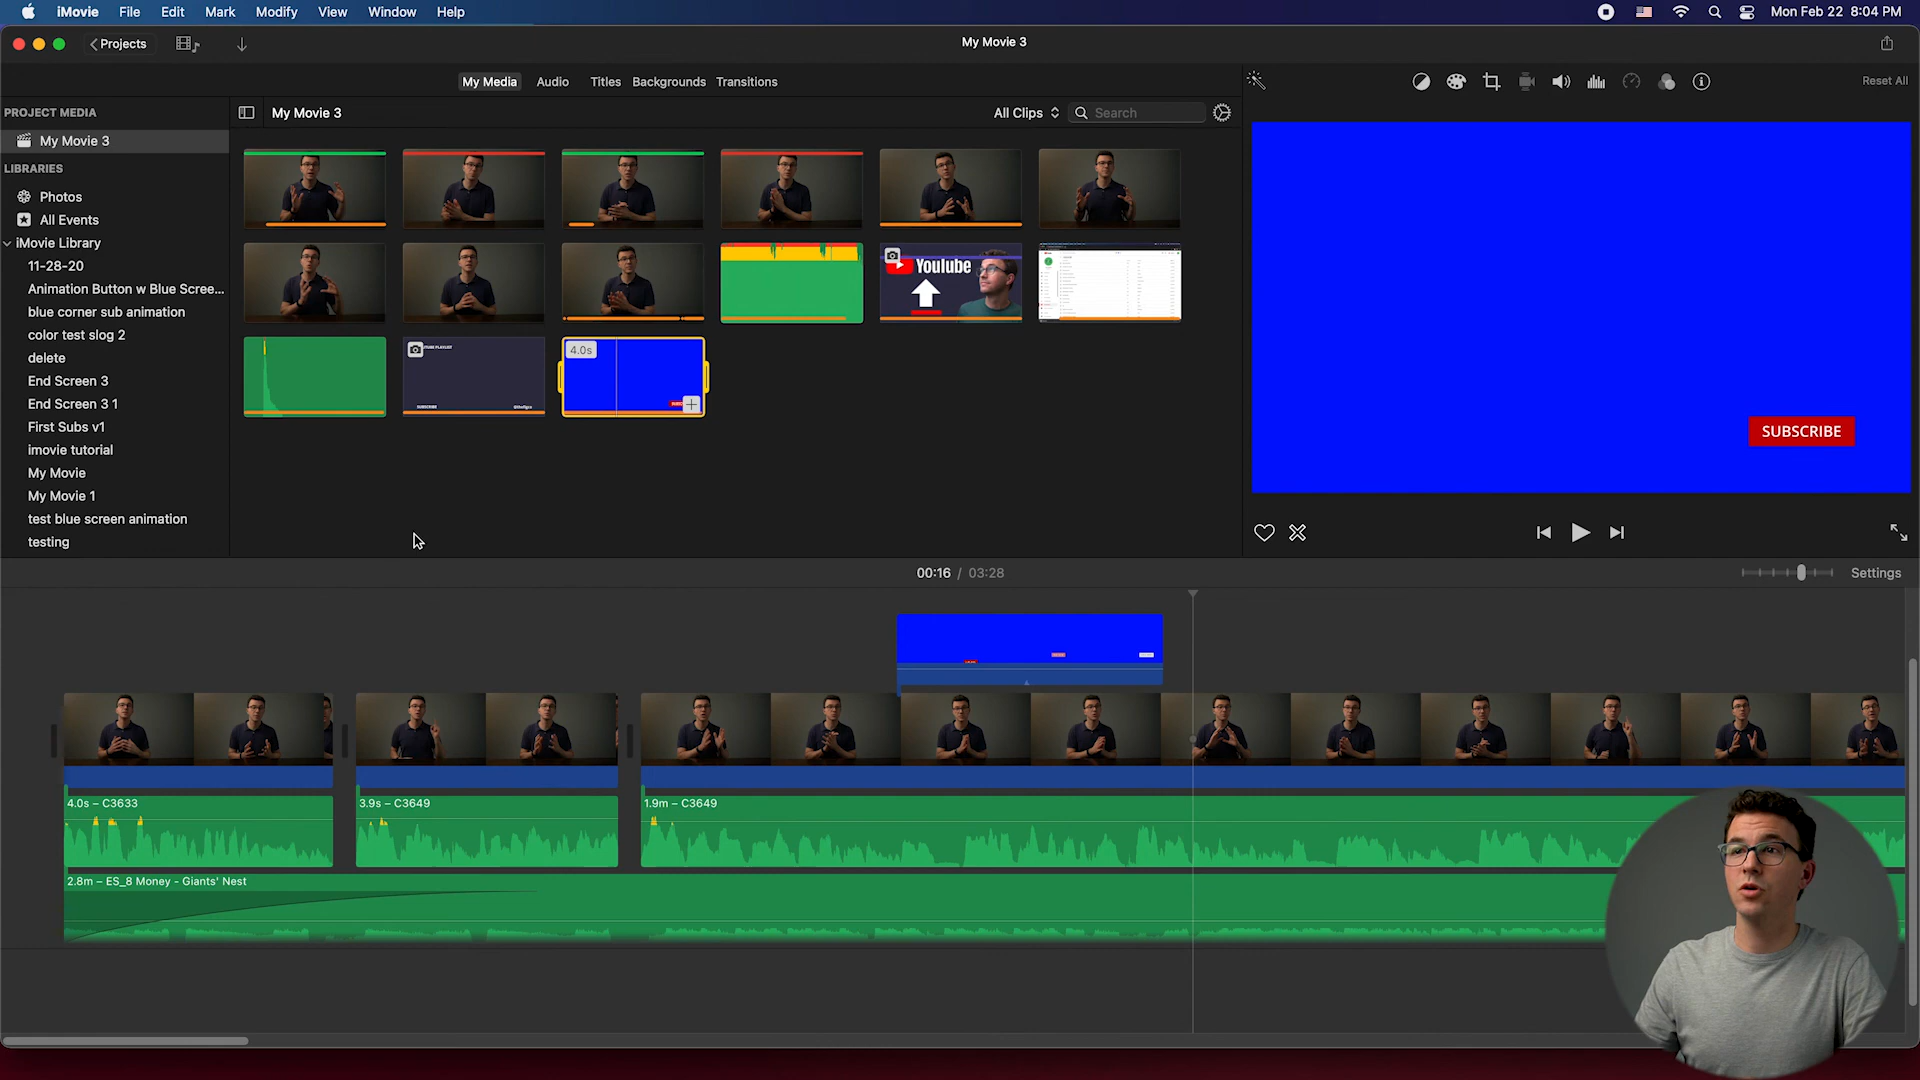 iMovie File Edit Mark Modify View Window Help
Mon Feb 22 8:04 PM
Projects
My Movie 3
My Media Audio Titles Backgrounds Transitions
Reset All
PROJECT MEDIA
My Movie 3
All Clips
Search
My Movie 3
LIBRARIES
Photos
All Events
iMovie Library
11-28-20
Animation Button w Blue Scree...
blue corner sub animation
color test slog 2
delete
End Screen 3
End Screen 3 1
First Subs v1
imovie tutorial
My Movie
My Movie 1
test blue screen animation
testing
YouTube
4.0s
SUBSCRIBE
SUBSCRIBE
00:16 / 03:28
Settings
4.0s – C3633
3.9s – C3649
1.9m – C3649
2.8m – ES_8 Money - Giants' Nest